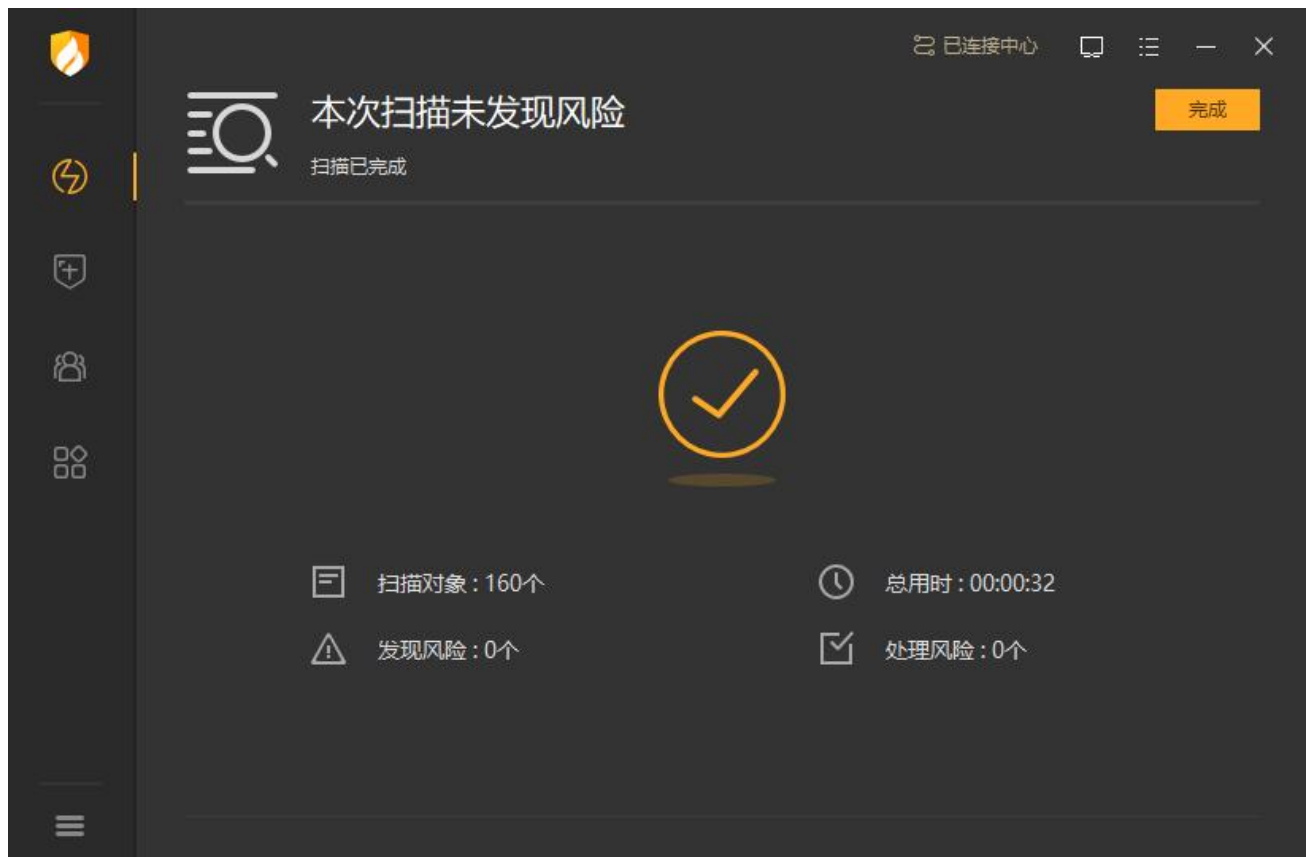 已连接中心
本次扫描未发现风险
完成
扫描已完成
扫描对象 : 160个
总用时 : 00:00:32
发现风险 : 0个
处理风险 : 0个